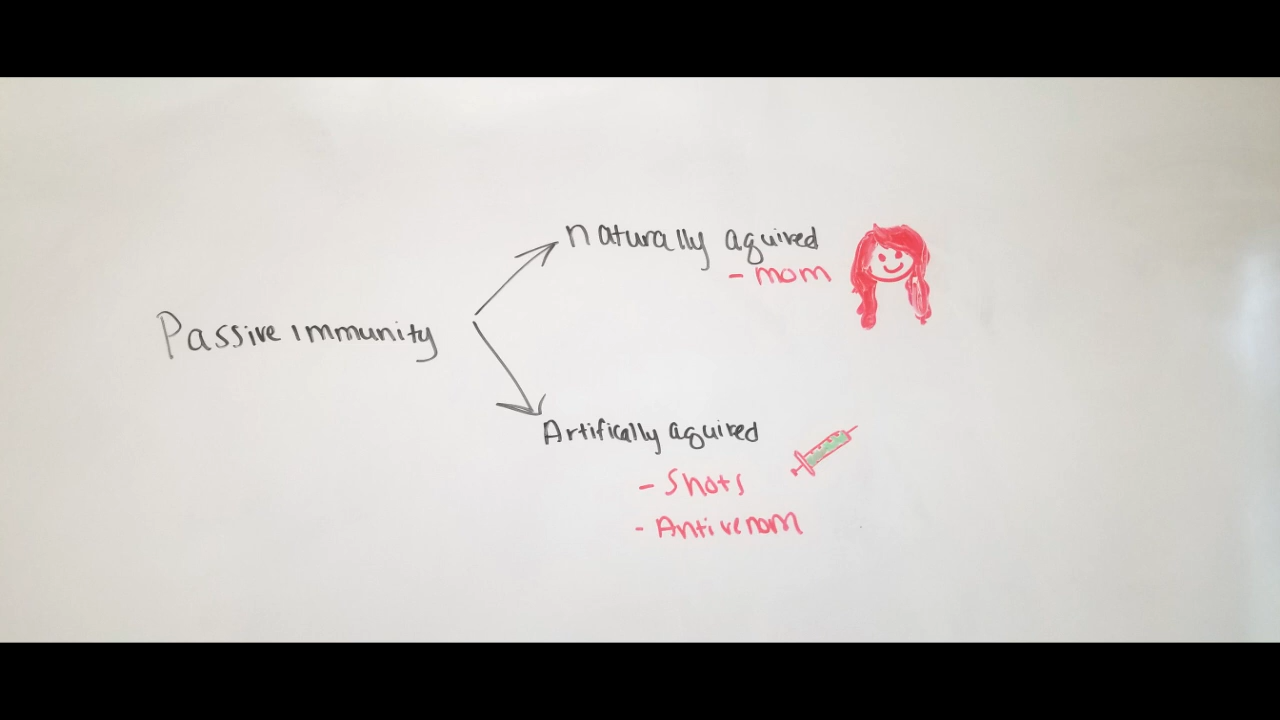 Passive immunity
naturally aquired
- mom
Artifically aquired
- Shots
- Antivenom